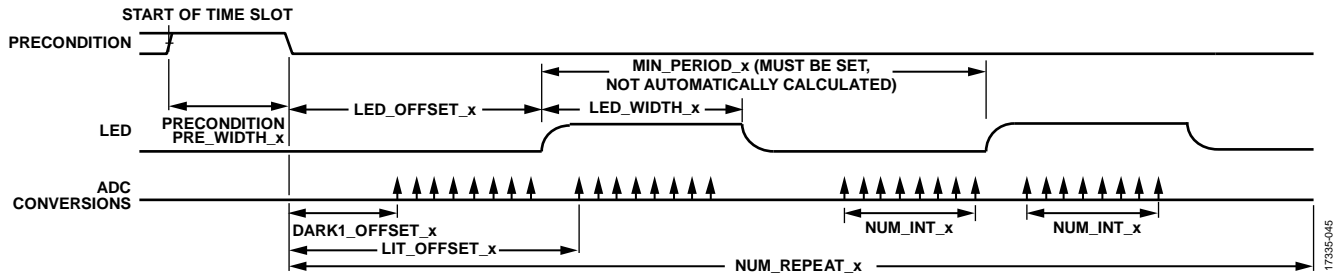 START OF TIME SLOT
PRECONDITION
MIN_PERIOD_x (MUST BE SET,
NOT AUTOMATICALLY CALCULATED)
LED_OFFSET_x
LED_WIDTH_x
PRECONDITION
PRE_WIDTH_x
LED
ADC
CONVERSIONS
DARK1_OFFSET_x
LIT_OFFSET_x
NUM_INT_x
NUM_INT_x
NUM_REPEAT_x
17335-045